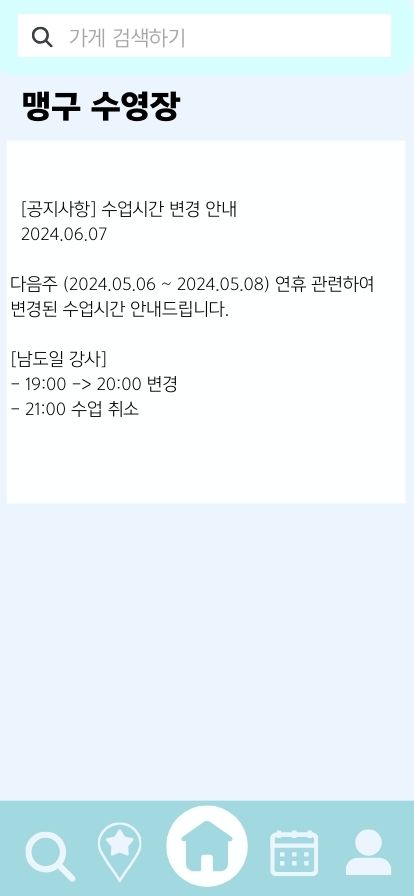 가게 검색하기
맹구 수영장
[공지사항] 수업시간 변경 안내
2024.06.07
다음주 (2024.05.06 ~ 2024.05.08) 연휴 관련하여
변경된 수업시간 안내드립니다.
[남도일 강사]
- 19:00 -> 20:00 변경
- 21:00 수업 취소